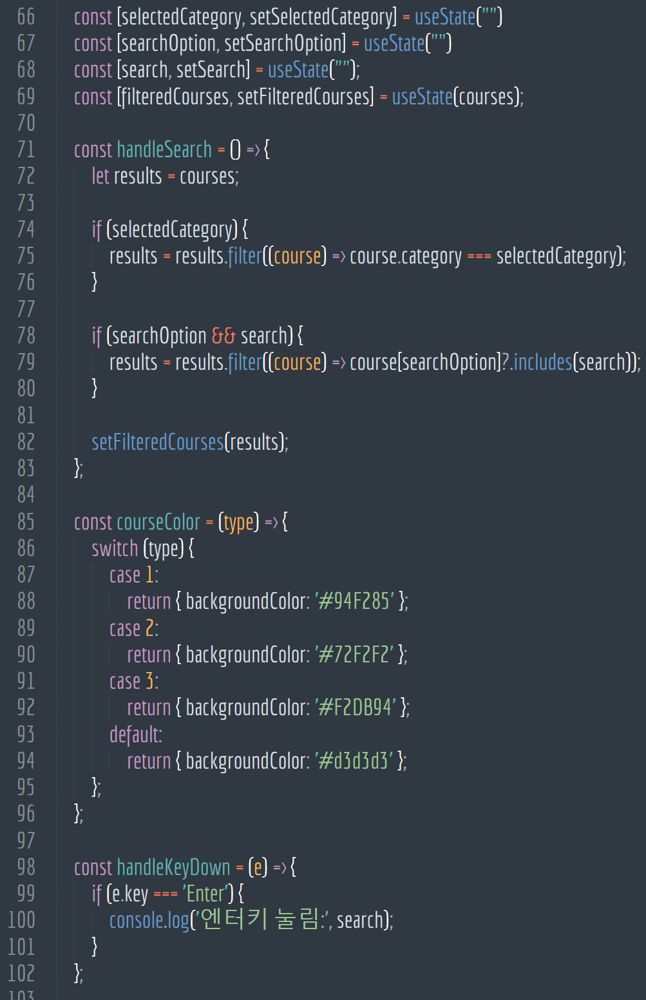 66 const [selectedCategory, setSelectedCategory] = useState("")
67 const [searchOption, setSearchOption] = useState("")
68 const [search, setSearch] = useState("");
69 const [filteredCourses, setFilteredCourses] = useState(courses);
70
71 const handleSearch = () => {
72 let results = courses;
73
74 if (selectedCategory) {
75 results = results.filter((course) => course.category === selectedCategory);
76 }
77
78 if (searchOption && search) {
79 results = results.filter((course) => course[searchOption]?.includes(search));
80 }
81
82 setFilteredCourses(results);
83 };
84
85 const courseColor = (type) => {
86 switch (type) {
87 case 1:
88 return { backgroundColor: '#94F285' };
89 case 2:
90 return { backgroundColor: '#72F2F2' };
91 case 3:
92 return { backgroundColor: '#F2DB94' };
93 default:
94 return { backgroundColor: '#d3d3d3' };
95 };
96 };
97
98 const handleKeyDown = (e) => {
99 if (e.key === 'Enter') {
100 console.log('엔터키 눌림:', search);
101 }
102 };
103